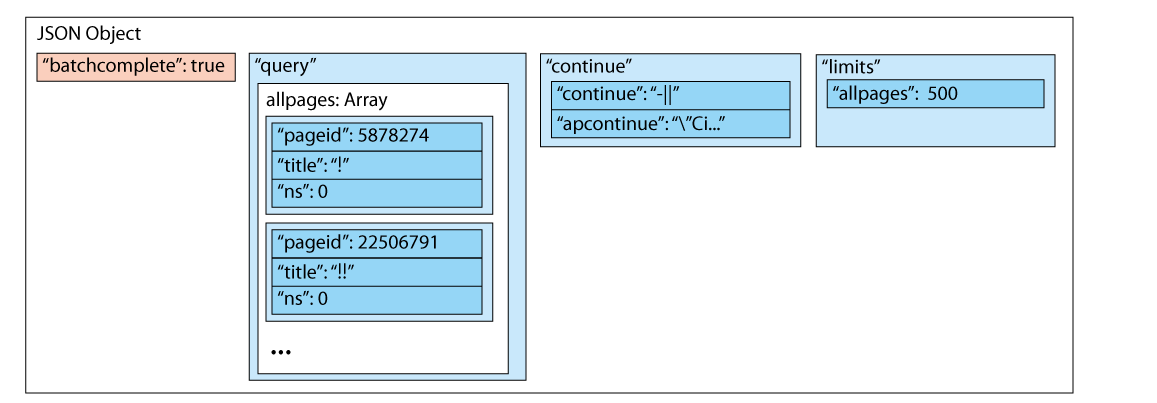 JSON Object
“batchcomplete”: true
“query”
allpages: Array
“pageid”: 5878274
“title”: “!”
“ns”: 0
“pageid”: 22506791
“title”: “!!”
“ns”: 0
...
“continue”
“continue”: “-||”
“apcontinue”: “\”Ci...”
“limits”
“allpages”: 500